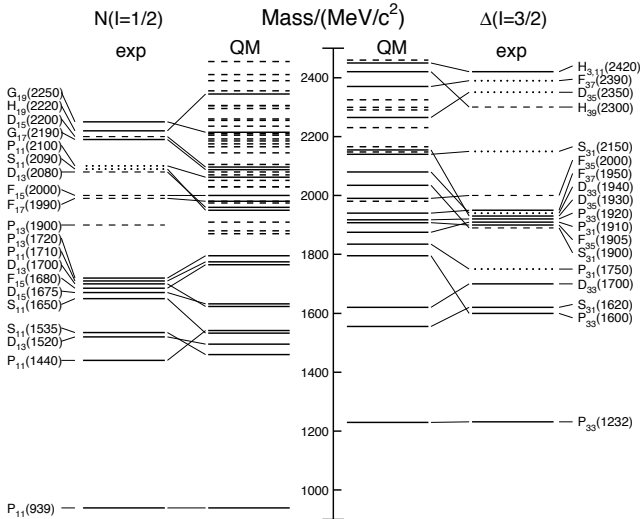 N(I=1/2) Mass/(MeV/c²) Δ(I=3/2)
exp QM QM exp
G₁₉(2250)
H₁₉(2220)
D₁₅(2200)
G₁₇(2190)
P₁₁(2100)
S₁₁(2090)
D₁₃(2080)
F₁₅(2000)
F₁₇(1990)
P₁₃(1900)
P₁₃(1720)
P₁₁(1710)
D₁₃(1700)
F₁₅(1680)
D₁₅(1675)
S₁₁(1650)
S₁₁(1535)
D₁₃(1520)
P₁₁(1440)
P₁₁(939)
2400
2200
2000
1800
1600
1400
1200
1000
H₃,₁₁(2420)
F₃₇(2390)
D₃₅(2350)
H₃₉(2300)
S₃₁(2150)
F₃₅(2000)
F₃₇(1950)
D₃₃(1940)
D₃₅(1930)
P₃₃(1920)
P₃₁(1910)
F₃₅(1905)
S₃₁(1900)
P₃₁(1750)
D₃₃(1700)
S₃₁(1620)
P₃₃(1600)
P₃₃(1232)